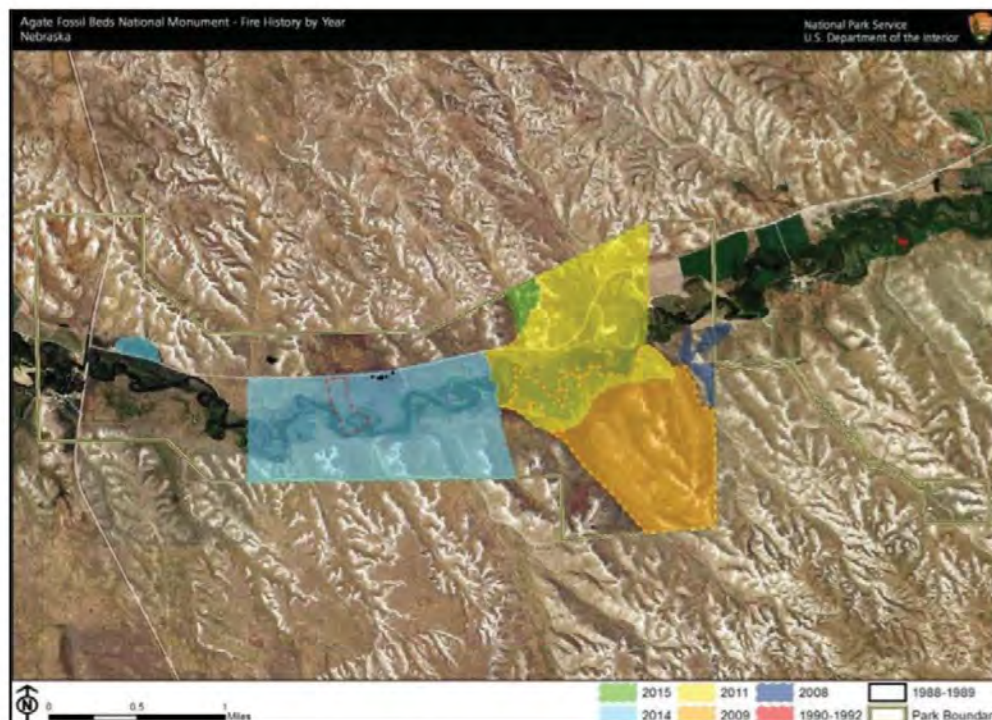 Agate Fossil Beds National Monument - Fire History by Year
Nebraska
National Park Service
U.S. Department of the Interior
N
0 0.5 1
Miles
2015 2011 2008 1988-1989
2014 2009 1990-1992 Park Boundar